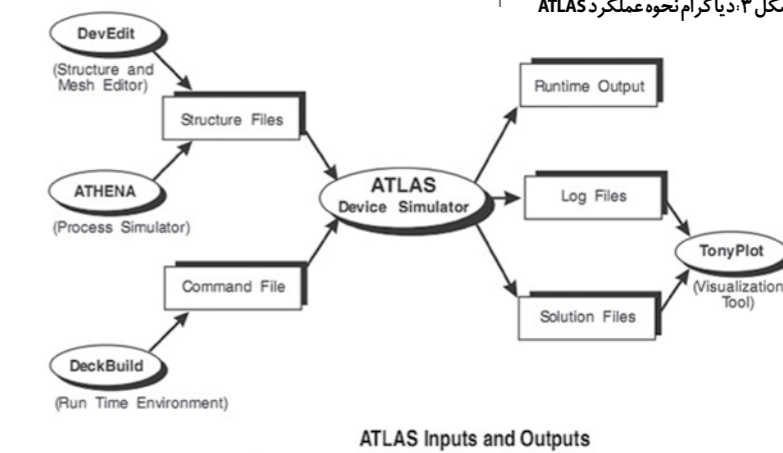 شکل ۳: دیاگرام نحوه عملکرد ATLAS
DevEdit
(Structure and
Mesh Editor)
Structure Files
ATHENA
(Process Simulator)
Command File
DeckBuild
(Run Time Environment)
ATLAS
Device Simulator
Runtime Output
Log Files
Solution Files
TonyPlot
(Visualization
Tool)
ATLAS Inputs and Outputs